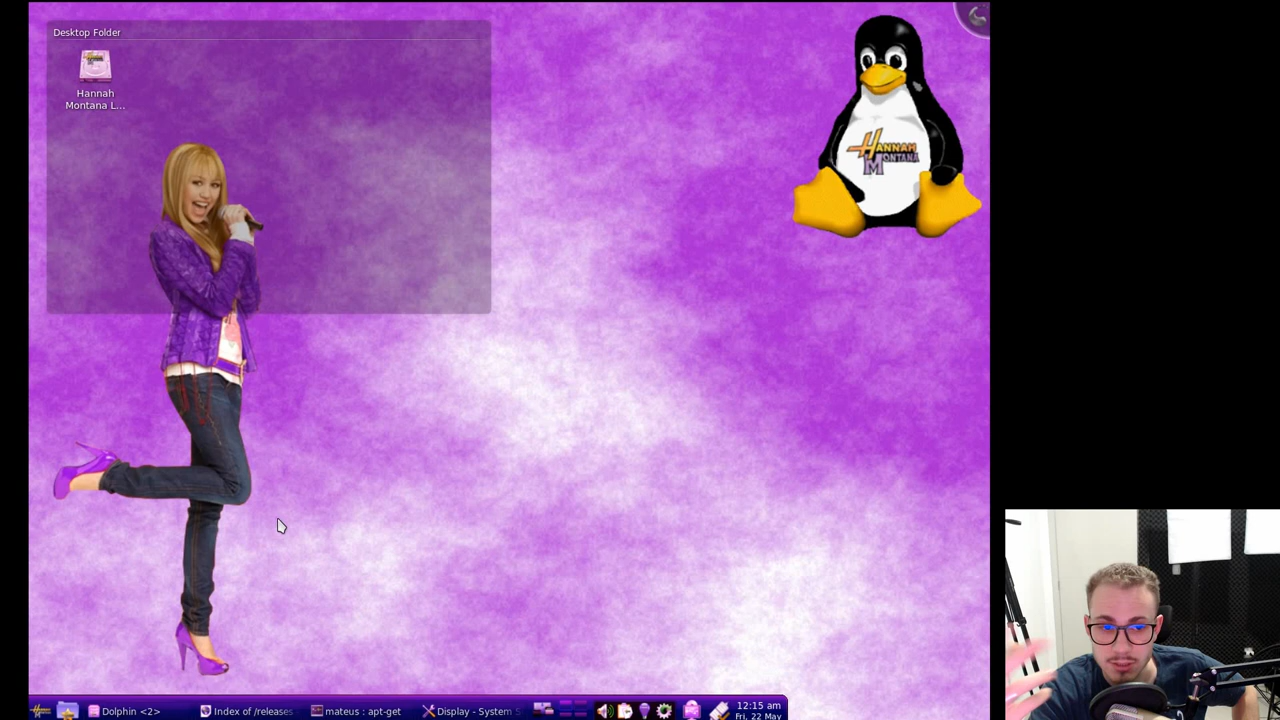 Desktop Folder
Hannah
Montana L...
HANNAH
MONTANA
Dolphin <2>
Index of /releases
mateus : apt-get
Display - System S
12:15 am
Fri, 22 May